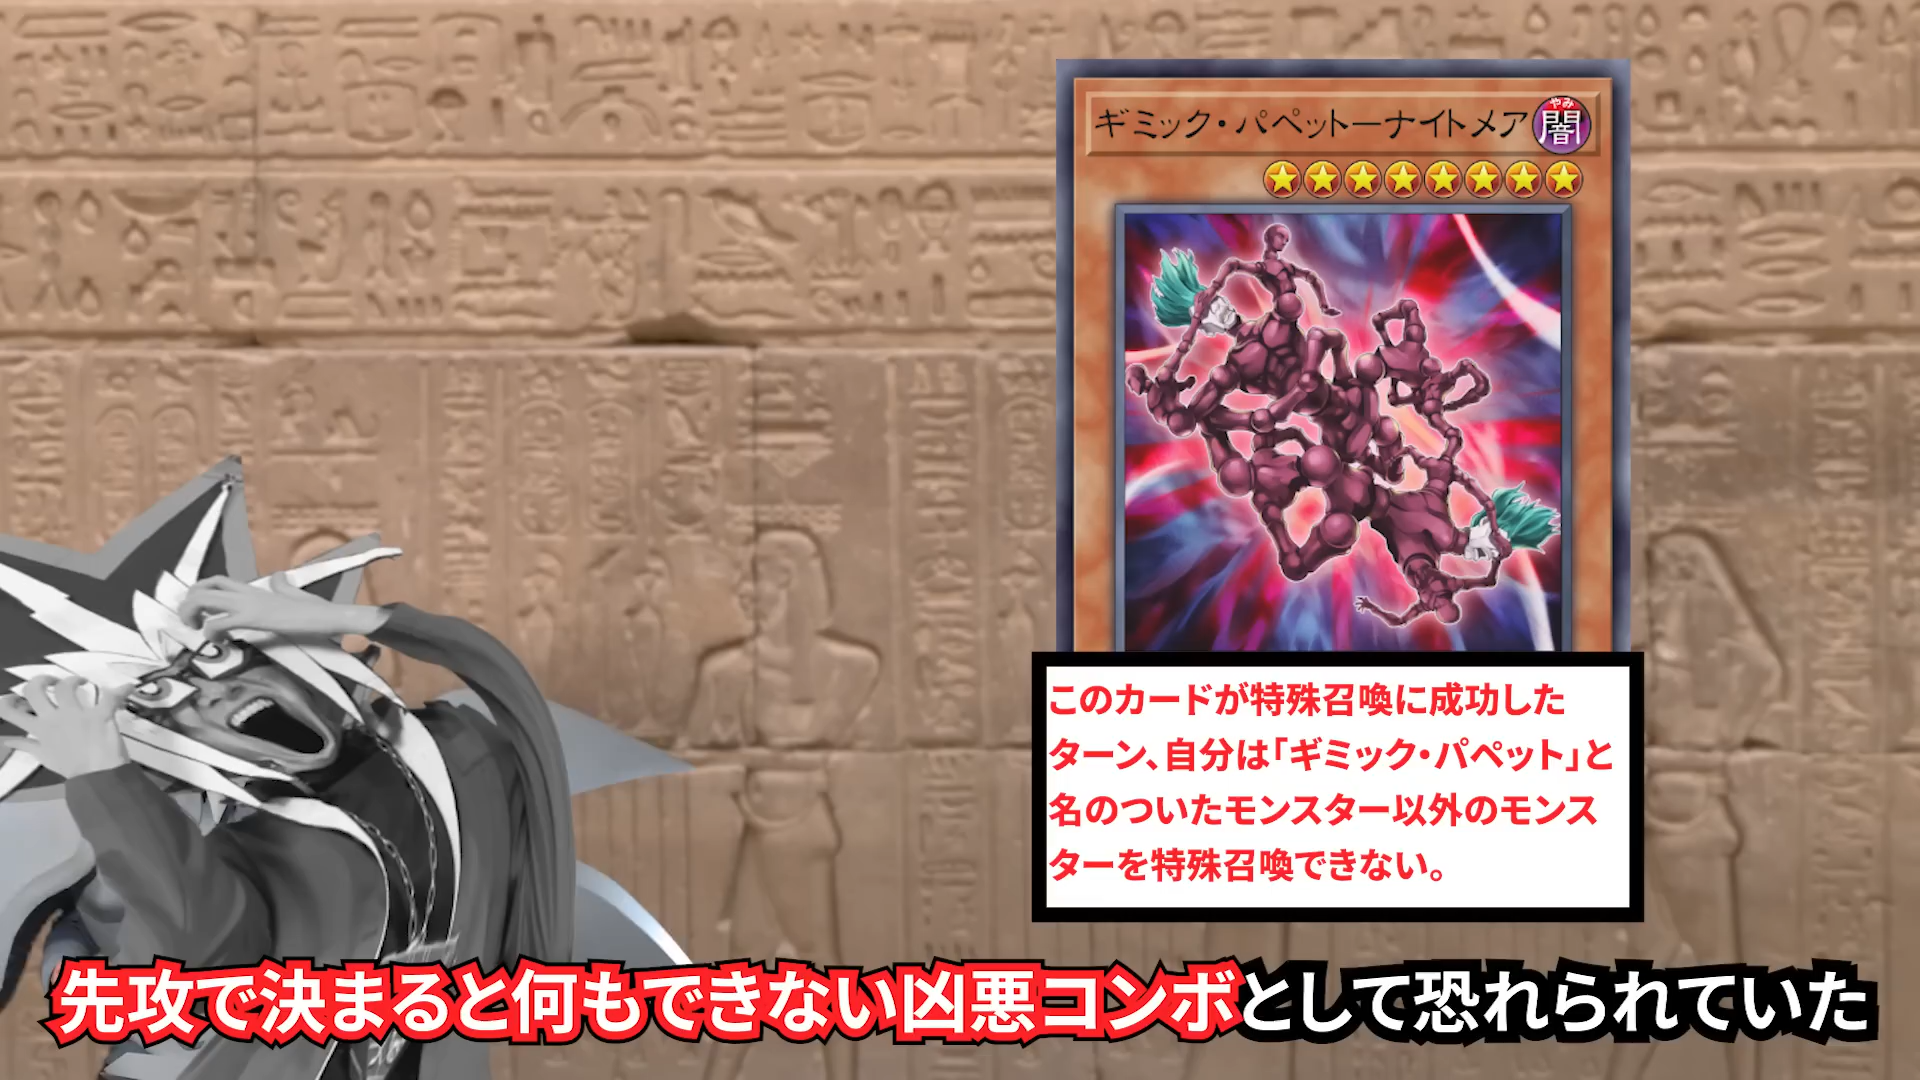 ギミック・パペットーナイトメア
やみ
闇
このカードが特殊召喚に成功した
ターン、自分は「ギミック・パペット」と
名のついたモンスター以外のモンス
ターを特殊召喚できない。
先攻で決まると何もできない凶悪コンボとして恐れられていた